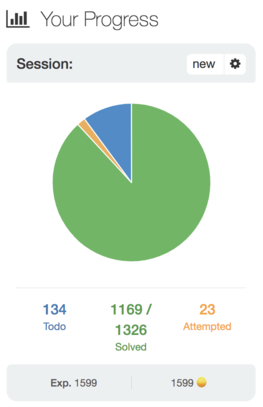 Your Progress
Session:
new
134
1169 /
23
Todo
1326
Attempted
Solved
Exp. 1599
1599